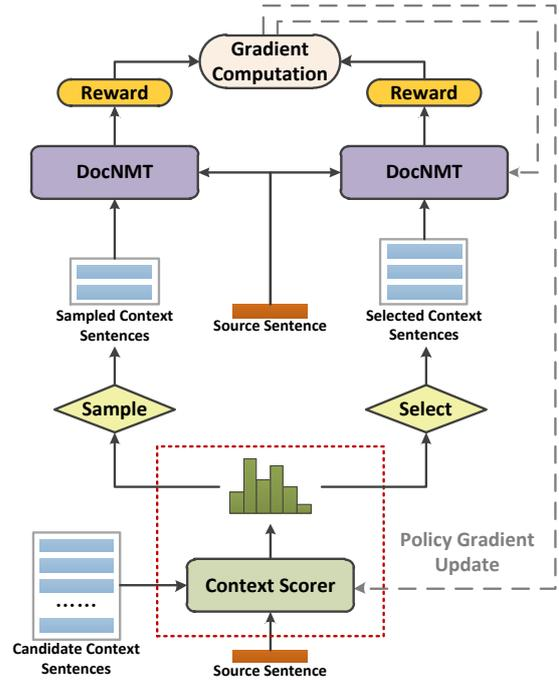 Gradient
Computation
Reward
Reward
DocNMT
DocNMT
Sampled Context
Sentences
Source Sentence
Selected Context
Sentences
Sample
Select
Policy Gradient
Update
Context Scorer
......
Candidate Context
Sentences
Source Sentence